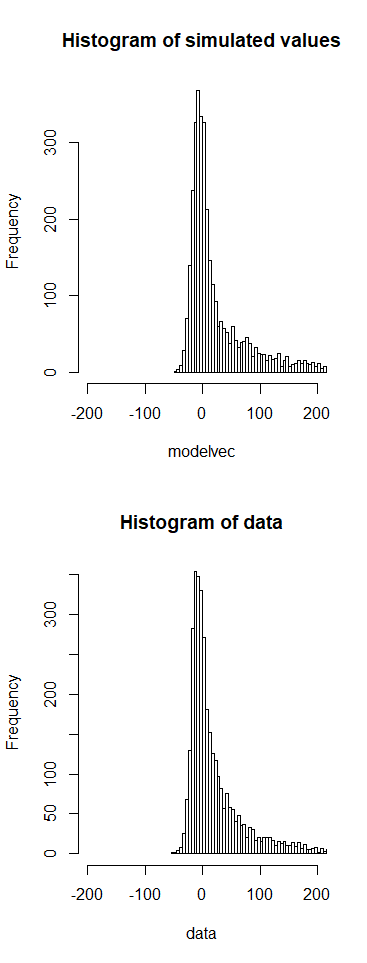 Histogram of simulated values
Frequency
0 100 200 300
-200 -100 0 100 200
modelvec
Histogram of data
Frequency
0 50 100 200 300
-200 -100 0 100 200
data